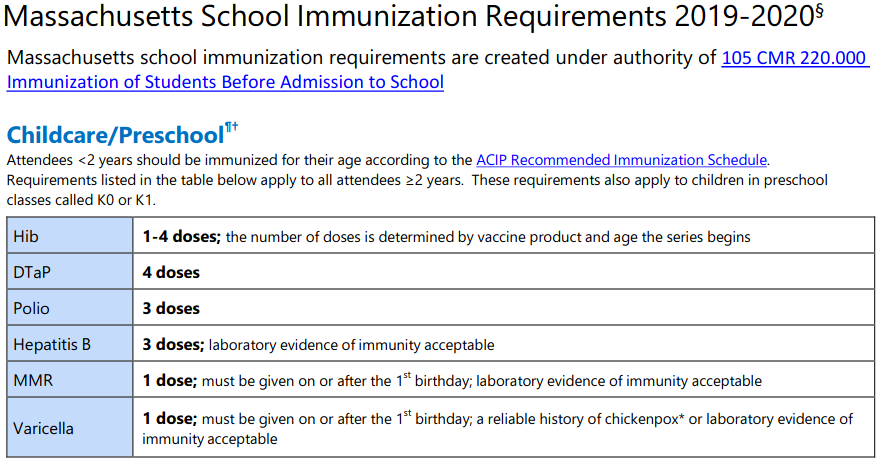 Massachusetts School Immunization Requirements 2019-2020§
Massachusetts school immunization requirements are created under authority of 105 CMR 220.000
Immunization of Students Before Admission to School
Childcare/Preschool¶†
Attendees <2 years should be immunized for their age according to the ACIP Recommended Immunization Schedule.
Requirements listed in the table below apply to all attendees ≥2 years. These requirements also apply to children in preschool
classes called K0 or K1.
Hib 1-4 doses; the number of doses is determined by vaccine product and age the series begins
DTaP 4 doses
Polio 3 doses
Hepatitis B 3 doses; laboratory evidence of immunity acceptable
MMR 1 dose; must be given on or after the 1st birthday; laboratory evidence of immunity acceptable
Varicella 1 dose; must be given on or after the 1st birthday; a reliable history of chickenpox* or laboratory evidence of
immunity acceptable